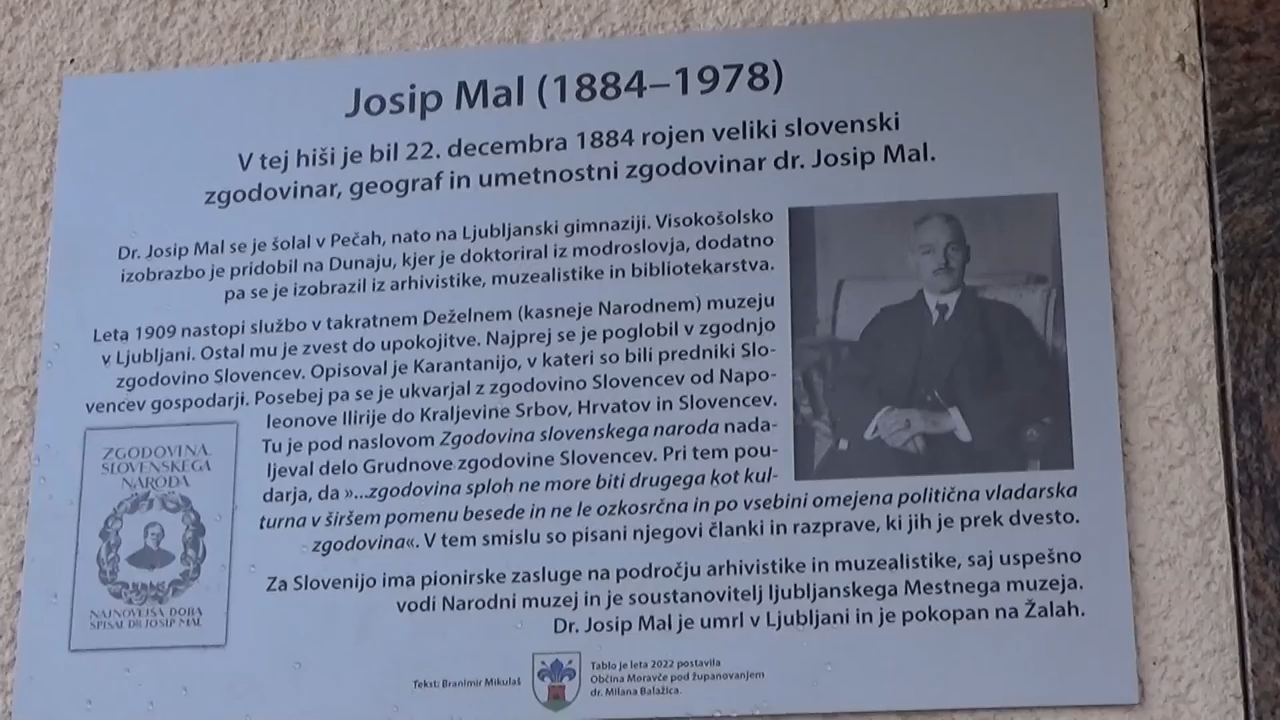 Josip Mal (1884–1978)
V tej hiši je bil 22. decembra 1884 rojen veliki slovenski
zgodovinar, geograf in umetnostni zgodovinar dr. Josip Mal.
Dr. Josip Mal se je šolal v Pečah, nato na Ljubljanski gimnaziji. Visokošolsko
izobrazbo je pridobil na Dunaju, kjer je doktoriral iz modroslovja, dodatno
pa se je izobrazil iz arhivistike, muzealistike in bibliotekarstva.
Leta 1909 nastopi službo v takratnem Deželnem (kasneje Narodnem) muzeju
v Ljubljani. Ostal mu je zvest do upokojitve. Najprej se je poglobil v zgodnjo
zgodovino Slovencev. Opisoval je Karantanijo, v kateri so bili predniki Slo-
vencev gospodarji. Posebej pa se je ukvarjal z zgodovino Slovencev od Napo-
leonove Ilirije do Kraljevine Srbov, Hrvatov in Slovencev.
Tu je pod naslovom Zgodovina slovenskega naroda nada-
ljeval delo Grudnove zgodovine Slovencev. Pri tem pou-
darja, da »...zgodovina sploh ne more biti drugega kot kul-
turna v širšem pomenu besede in ne le ozkosrčna in po vsebini omejena politična vladarska
zgodovina«. V tem smislu so pisani njegovi članki in razprave, ki jih je prek dvesto.
Za Slovenijo ima pionirske zasluge na področju arhivistike in muzealistike, saj uspešno
vodi Narodni muzej in je soustanovitelj ljubljanskega Mestnega muzeja.
Dr. Josip Mal je umrl v Ljubljani in je pokopan na Žalah.
ZGODOVINA
SLOVENSKEGA
NARODA
NAJNOVEJŠA DOBA
SPISAL DR JOSIP MAL
Tekst: Branimir Mikulaš
Tablo je leta 2022 postavila
Občina Moravče pod županovanjem
dr. Milana Balažica.